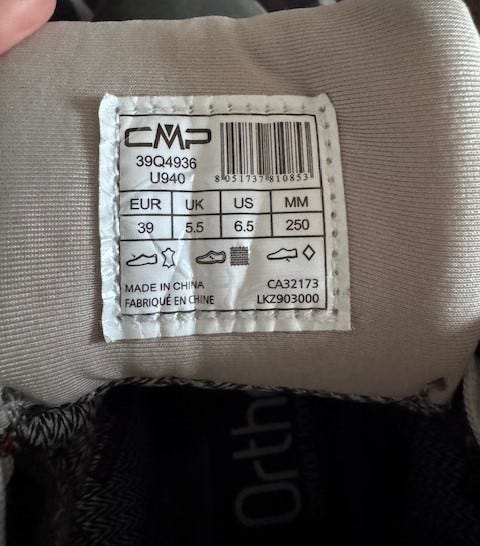 CMP
39Q4936
U940
8 051737 810853
EUR UK US MM
39 5.5 6.5 250
MADE IN CHINA
FABRIQUÉ EN CHINE
CA32173
LKZ903000
Orth